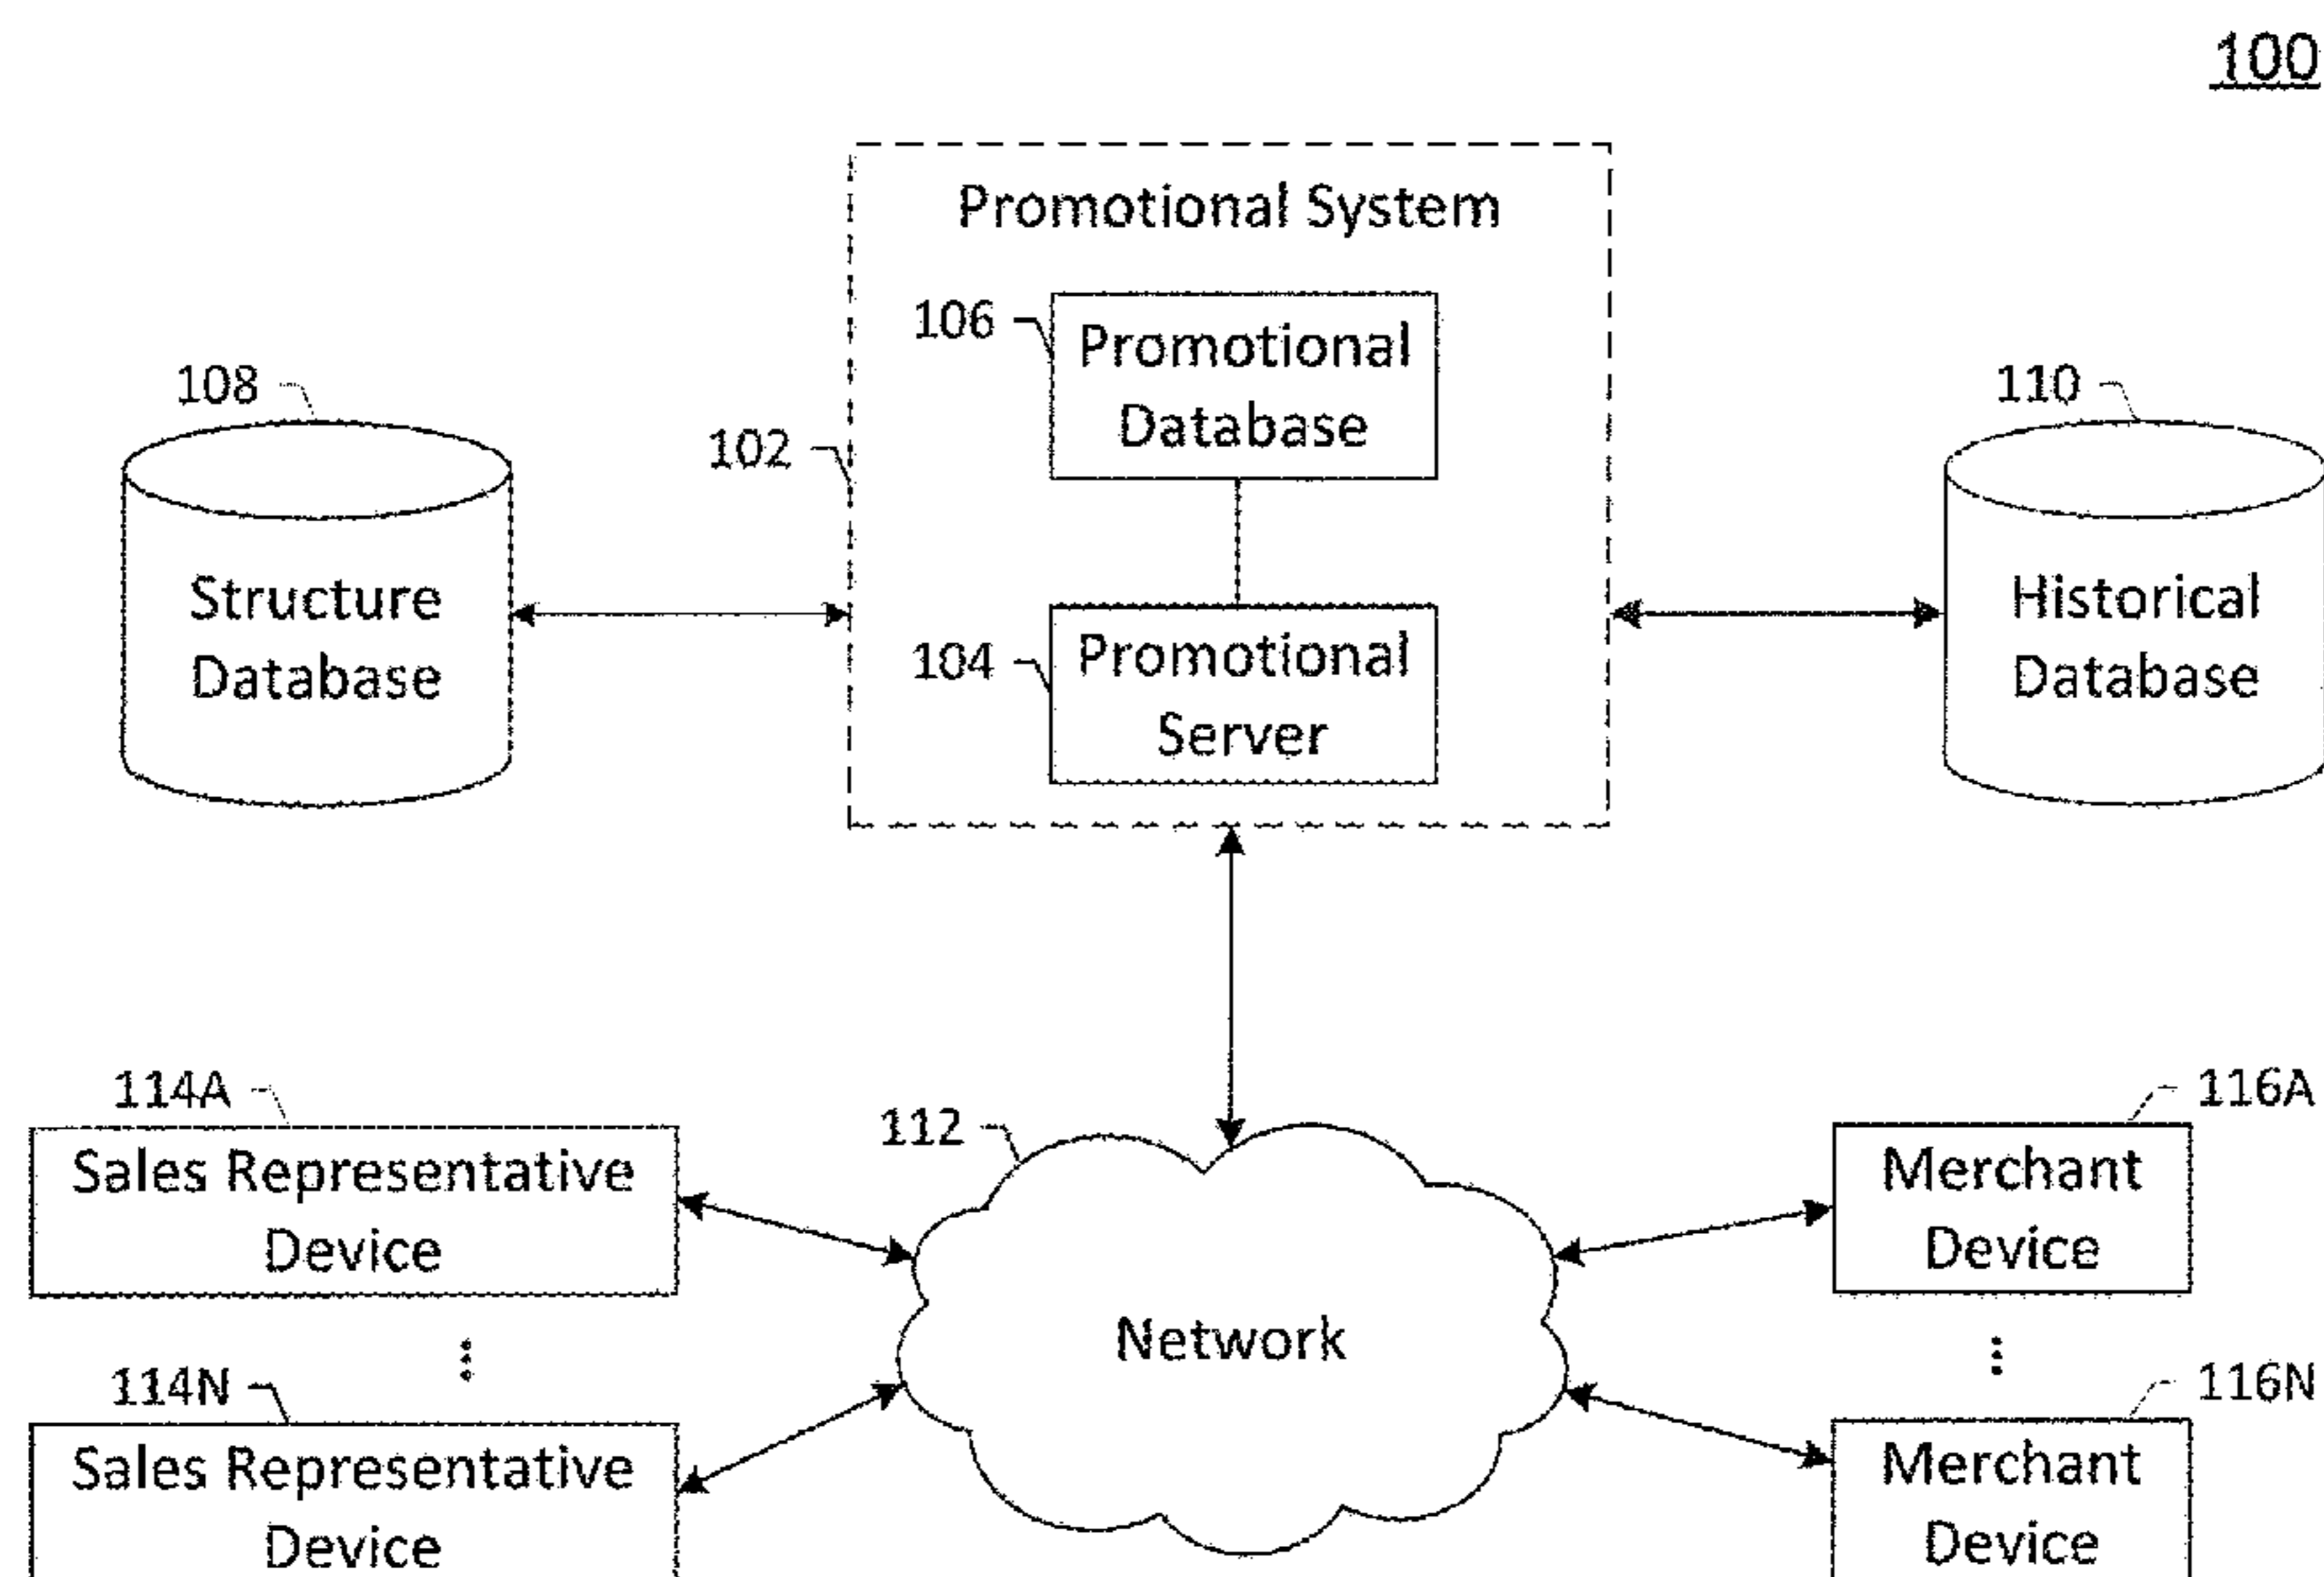 100
Promotional System
106
Promotional
Database
108
110
102
Structure
Database
104
Promotional
Server
Historical
Database
114A
112
116A
Sales Representative
Device
Merchant
Device
Network
⋮
⋮
114N
116N
Sales Representative
Device
Merchant
Device